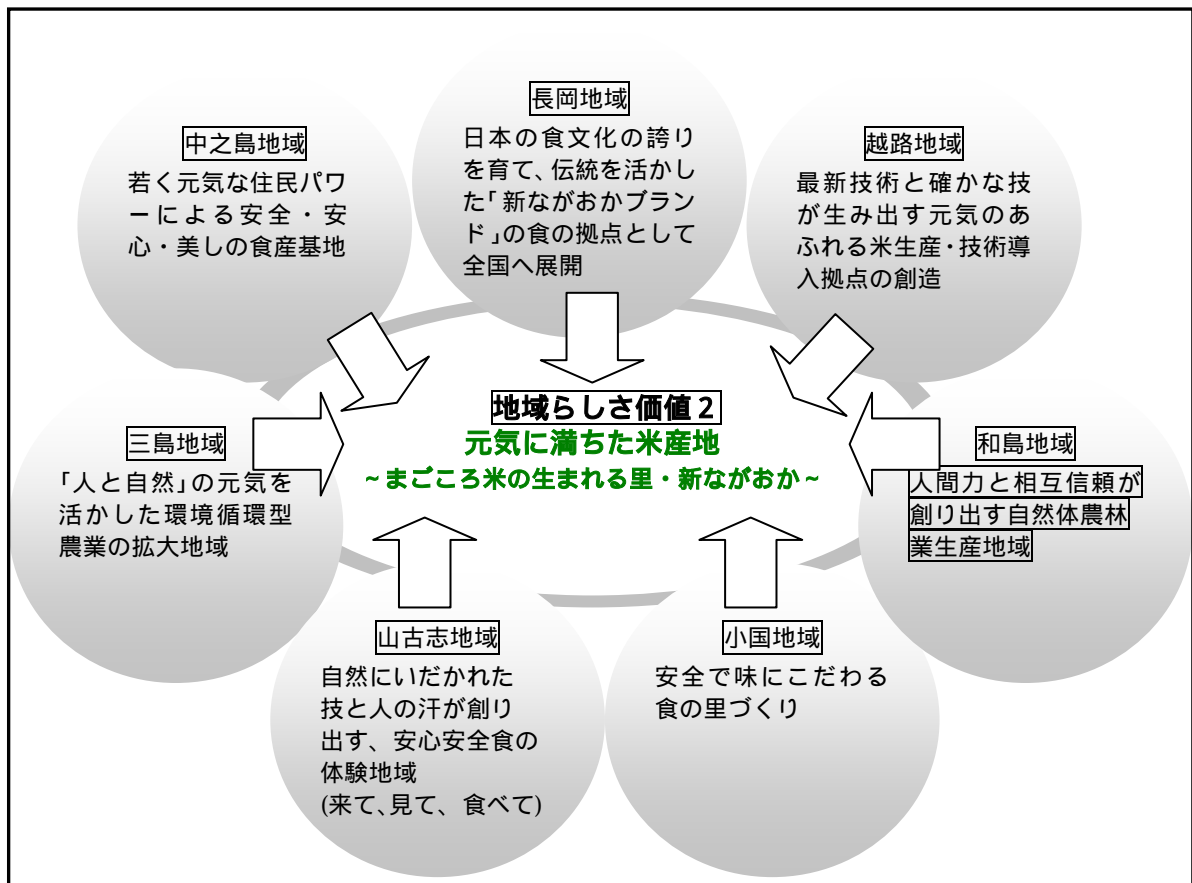 長岡地域
日本の食文化の誇り
を育て、伝統を活かし
た「新ながおかブラン
ド」の食の拠点として
全国へ展開
中之島地域
若く元気な住民パワ
ーによる安全・安
心・美しの食産基地
越路地域
最新技術と確かな技
が生み出す元気のあ
ふれる米生産・技術導
入拠点の創造
地域らしさ価値2
元気に満ちた米産地
~まごころ米の生まれる里・新ながおか~
三島地域
「人と自然」の元気を
活かした環境循環型
農業の拡大地域
和島地域
人間力と相互信頼が
創り出す自然体農林
業生産地域
山古志地域
自然にいだかれた
技と人の汗が創り
出す、安心安全食の
体験地域
(来て、見て、食べて)
小国地域
安全で味にこだわる
食の里づくり